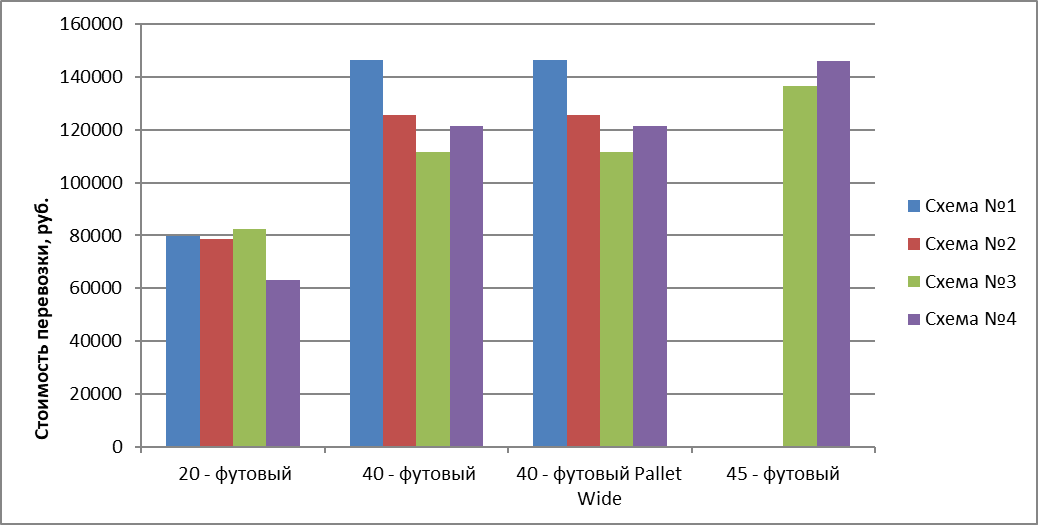 160000
140000
120000
100000
80000
60000
40000
20000
0
Стоимость перевозки, руб.
20 - футовый
40 - футовый
40 - футовый Pallet
Wide
45 - футовый
Схема №1
Схема №2
Схема №3
Схема №4